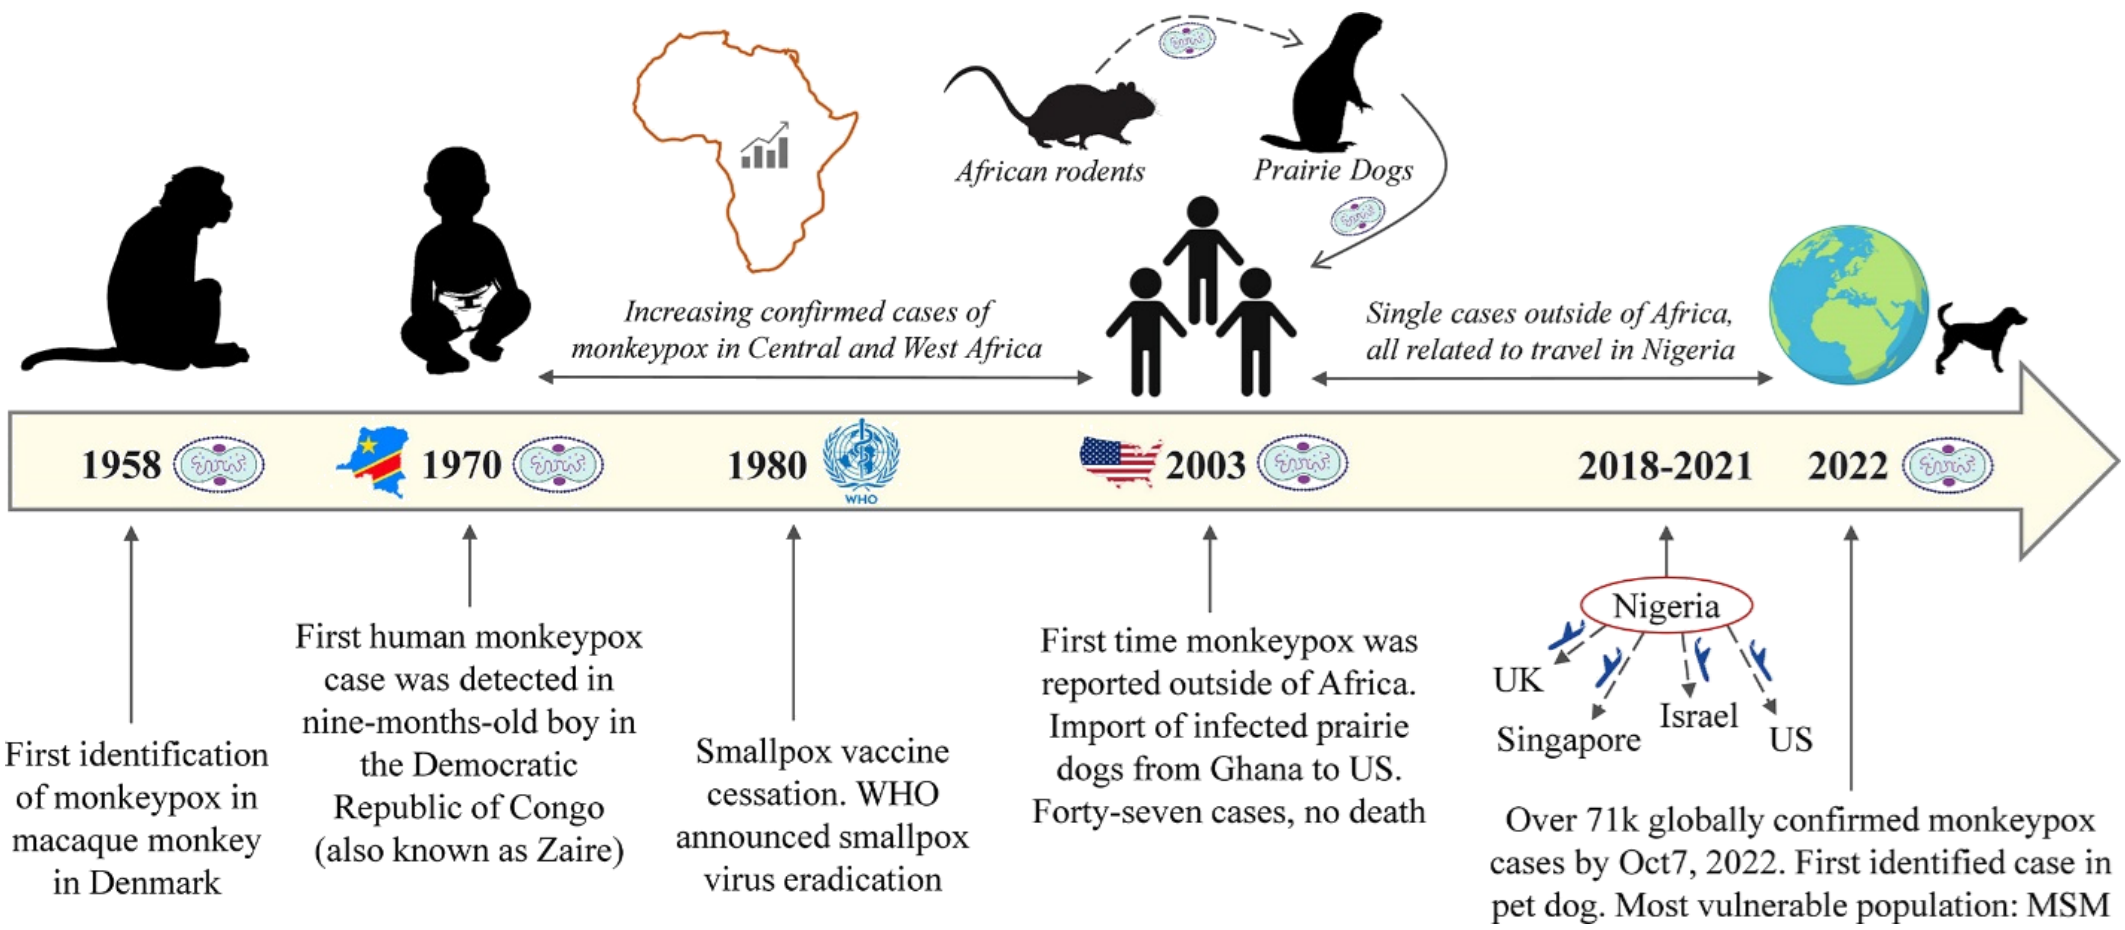 African rodents
Prairie Dogs
Increasing confirmed cases of
monkeypox in Central and West Africa
Single cases outside of Africa,
all related to travel in Nigeria
1958
1970
1980
WHO
2003
2018-2021
2022
First identification
of monkeypox in
macaque monkey
in Denmark
First human monkeypox
case was detected in
nine-months-old boy in
the Democratic
Republic of Congo
(also known as Zaire)
Smallpox vaccine
cessation. WHO
announced smallpox
virus eradication
First time monkeypox was
reported outside of Africa.
Import of infected prairie
dogs from Ghana to US.
Forty-seven cases, no death
Nigeria
UK
Singapore
Israel
US
Over 71k globally confirmed monkeypox
cases by Oct7, 2022. First identified case in
pet dog. Most vulnerable population: MSM